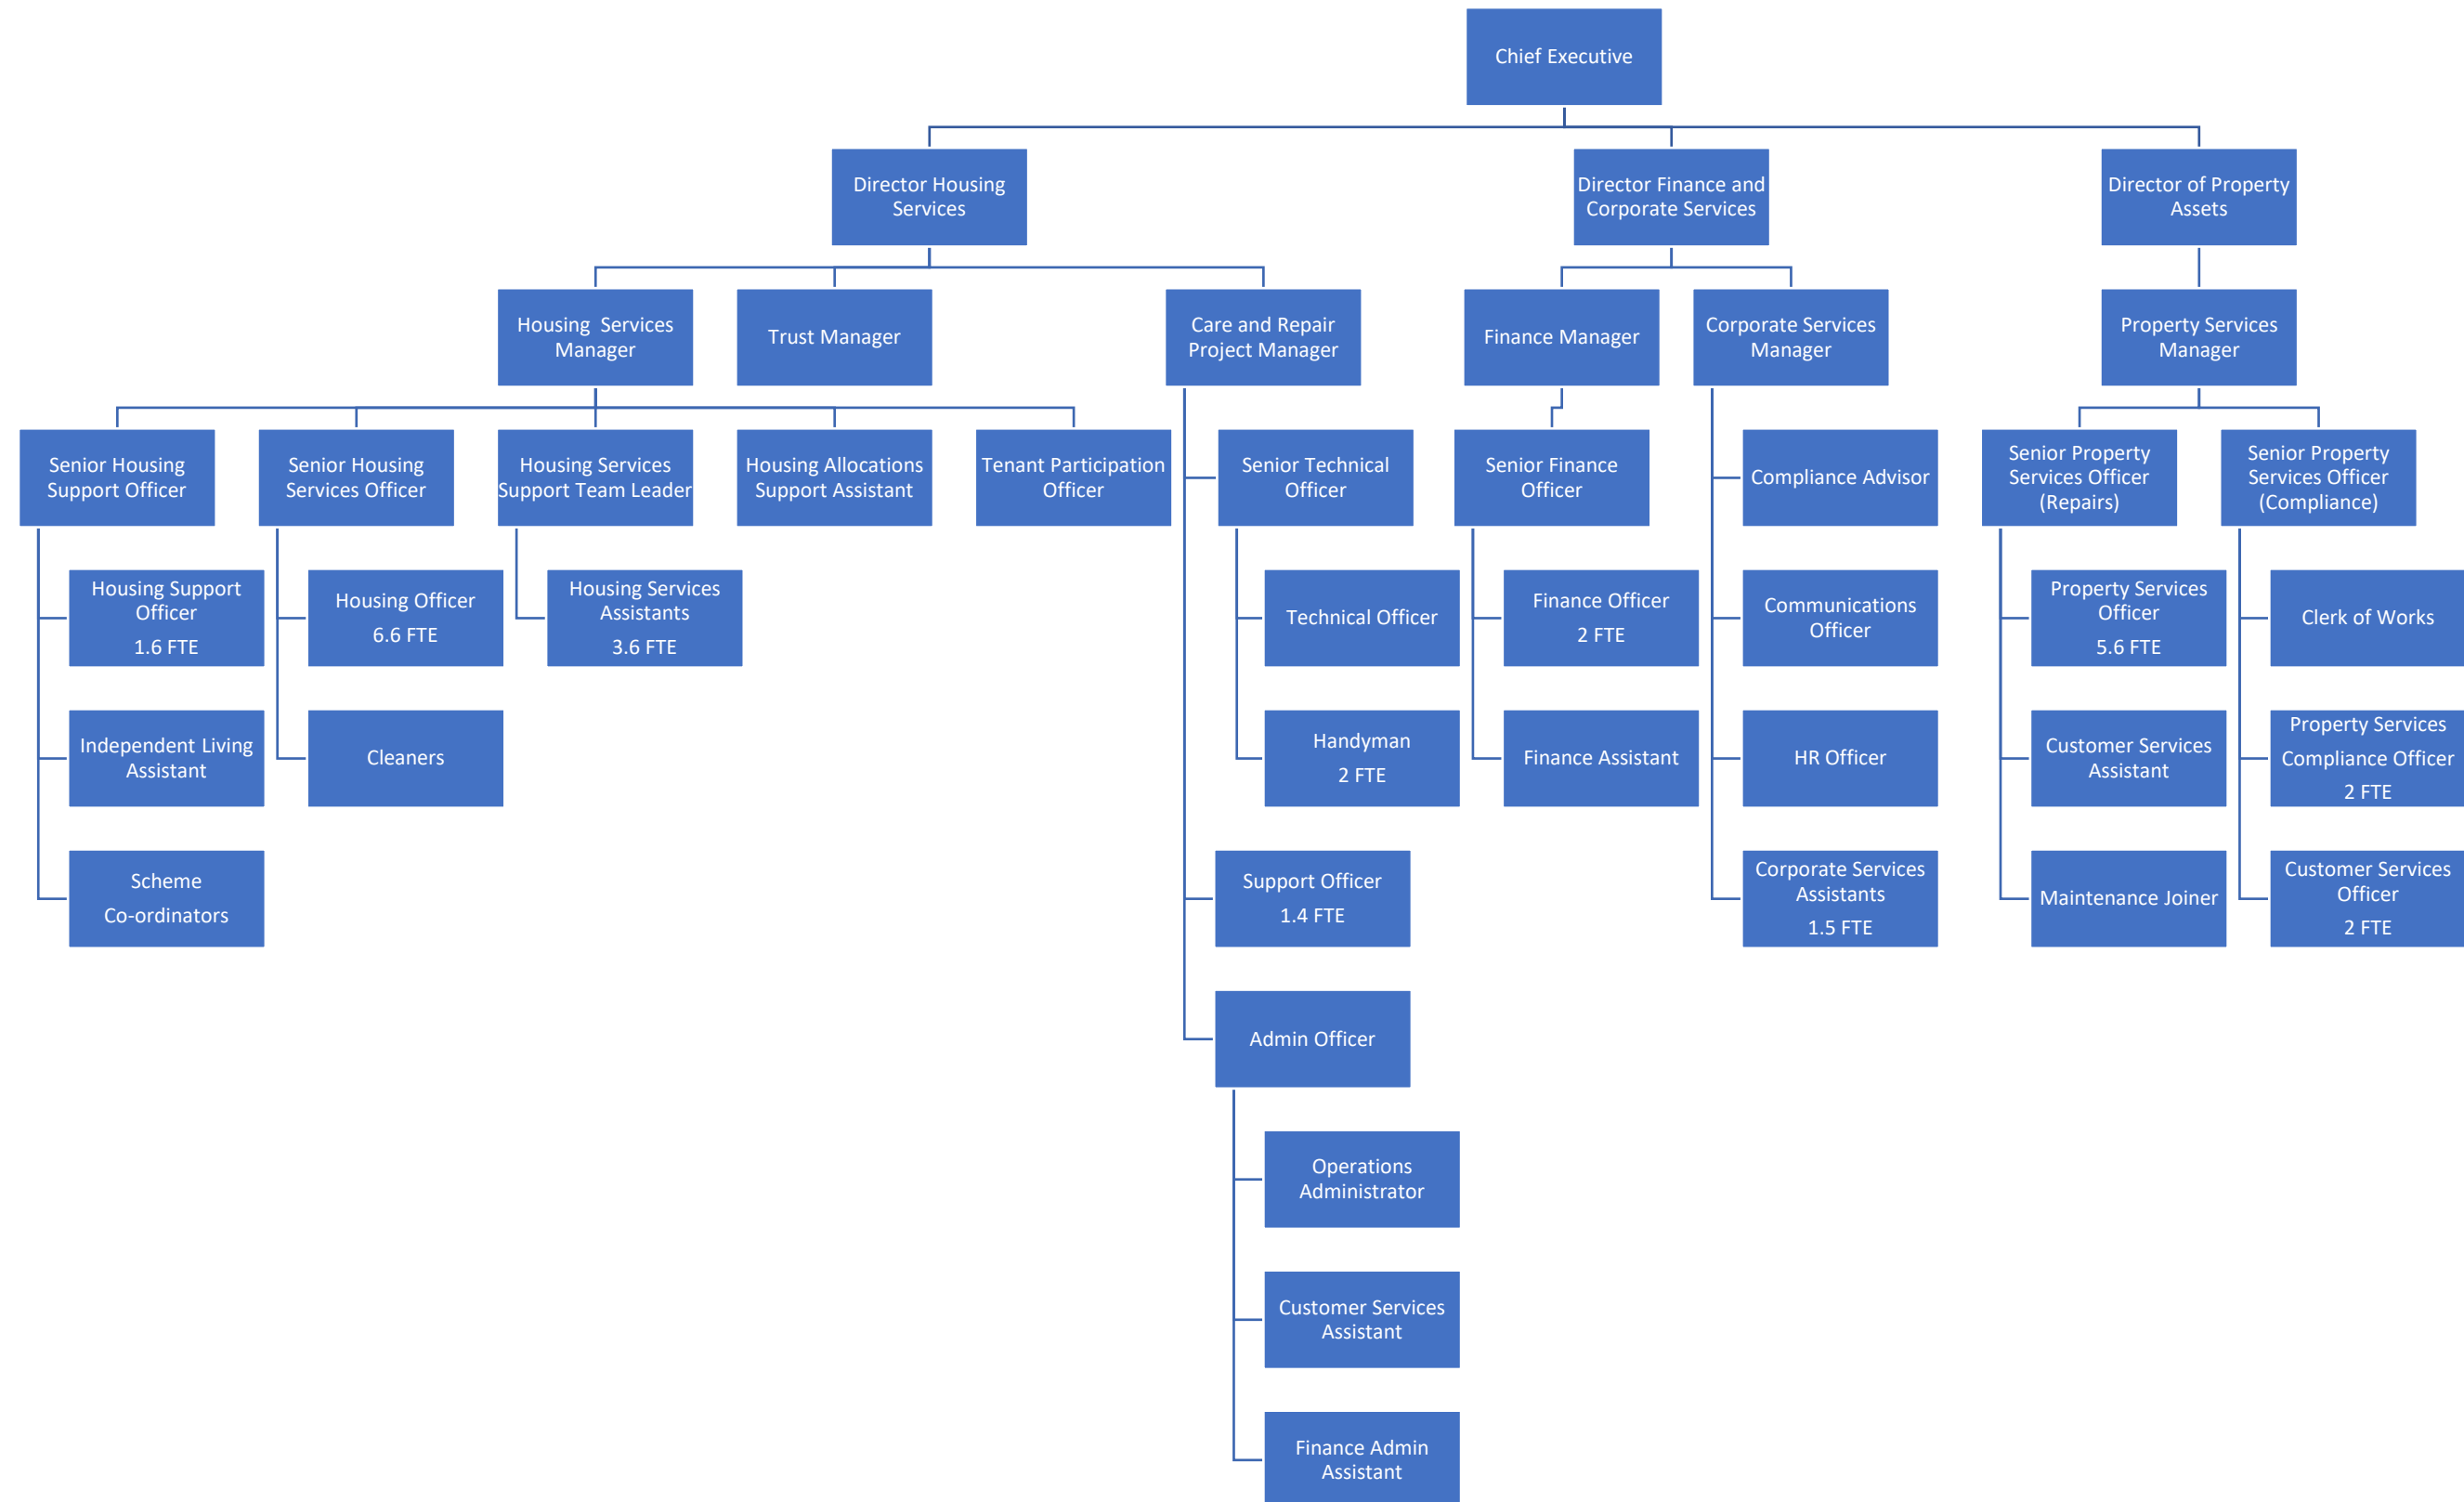 Chief Executive
Director Housing
Services
Director Finance and
Corporate Services
Director of Property
Assets
Housing  Services
Manager
Trust Manager
Care and Repair
Project Manager
Finance Manager
Corporate Services
Manager
Property Services
Manager
Senior Housing
Support Officer
Senior Housing
Services Officer
Housing Services
Support Team Leader
Housing Allocations
Support Assistant
Tenant Participation
Officer
Senior Technical
Officer
Senior Finance
Officer
Compliance Advisor
Senior Property
Services Officer
(Repairs)
Senior Property
Services Officer
(Compliance)
Housing Support
Officer
1.6 FTE
Housing Officer
6.6 FTE
Housing Services
Assistants
3.6 FTE
Technical Officer
Finance Officer
2 FTE
Communications
Officer
Property Services
Officer
5.6 FTE
Clerk of Works
Independent Living
Assistant
Cleaners
Handyman
2 FTE
Finance Assistant
HR Officer
Customer Services
Assistant
Property Services
Compliance Officer
2 FTE
Scheme
Co-ordinators
Support Officer
1.4 FTE
Corporate Services
Assistants
1.5 FTE
Maintenance Joiner
Customer Services
Officer
2 FTE
Admin Officer
Operations
Administrator
Customer Services
Assistant
Finance Admin
Assistant